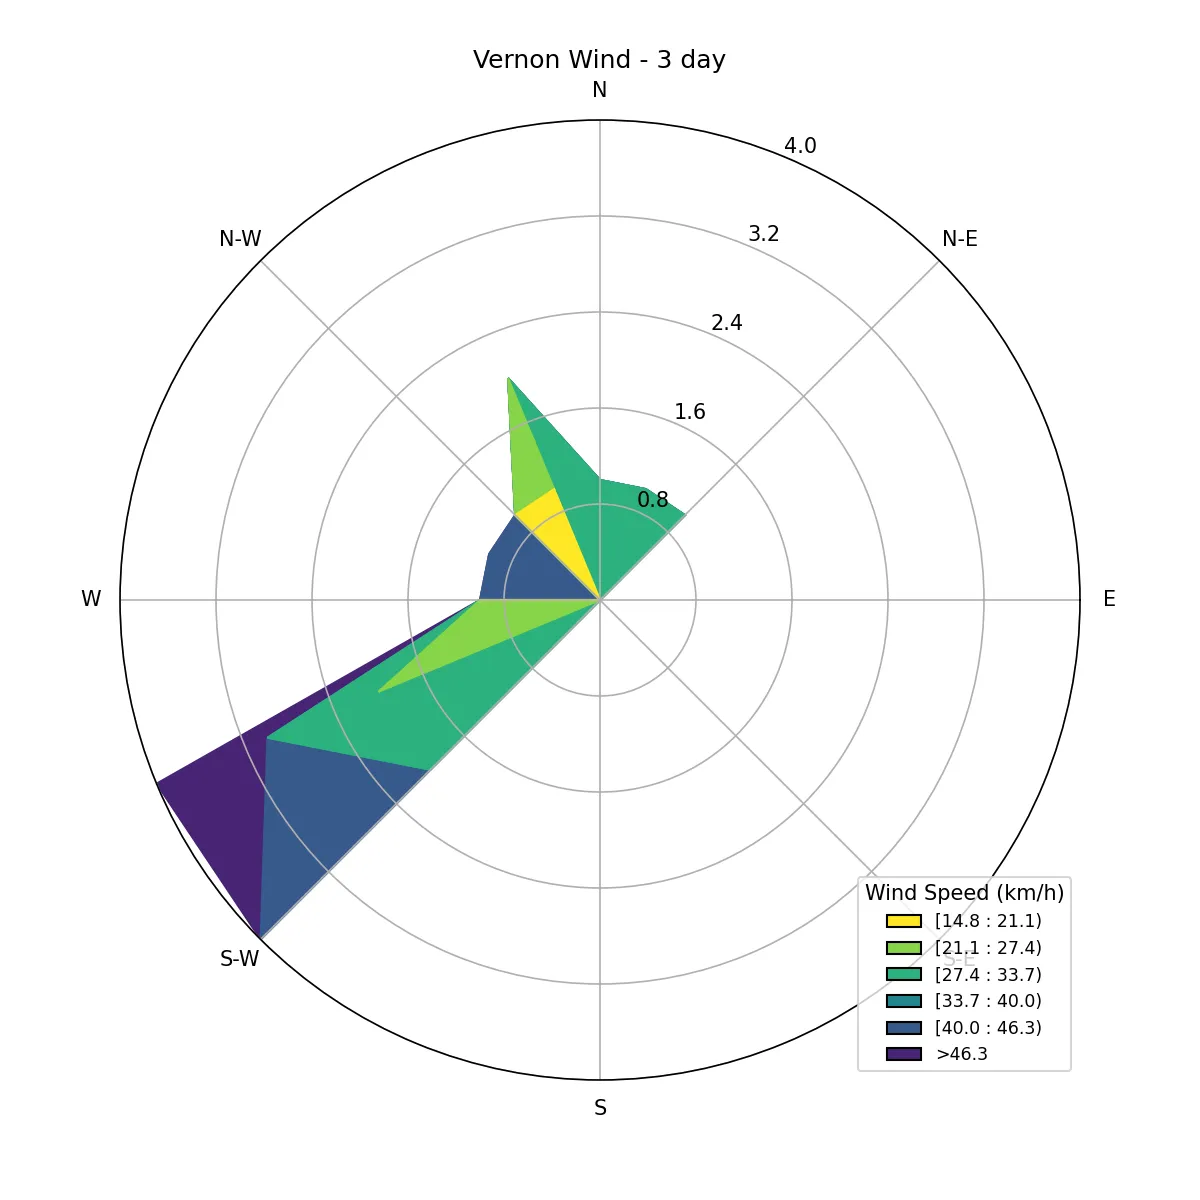 Vernon Wind - 3 day
N
4.0
N-W
3.2
N-E
2.4
1.6
0.8
W
E
S-W
S-E
S
Wind Speed (km/h)
[14.8 : 21.1)
[21.1 : 27.4)
[27.4 : 33.7)
[33.7 : 40.0)
[40.0 : 46.3)
>46.3